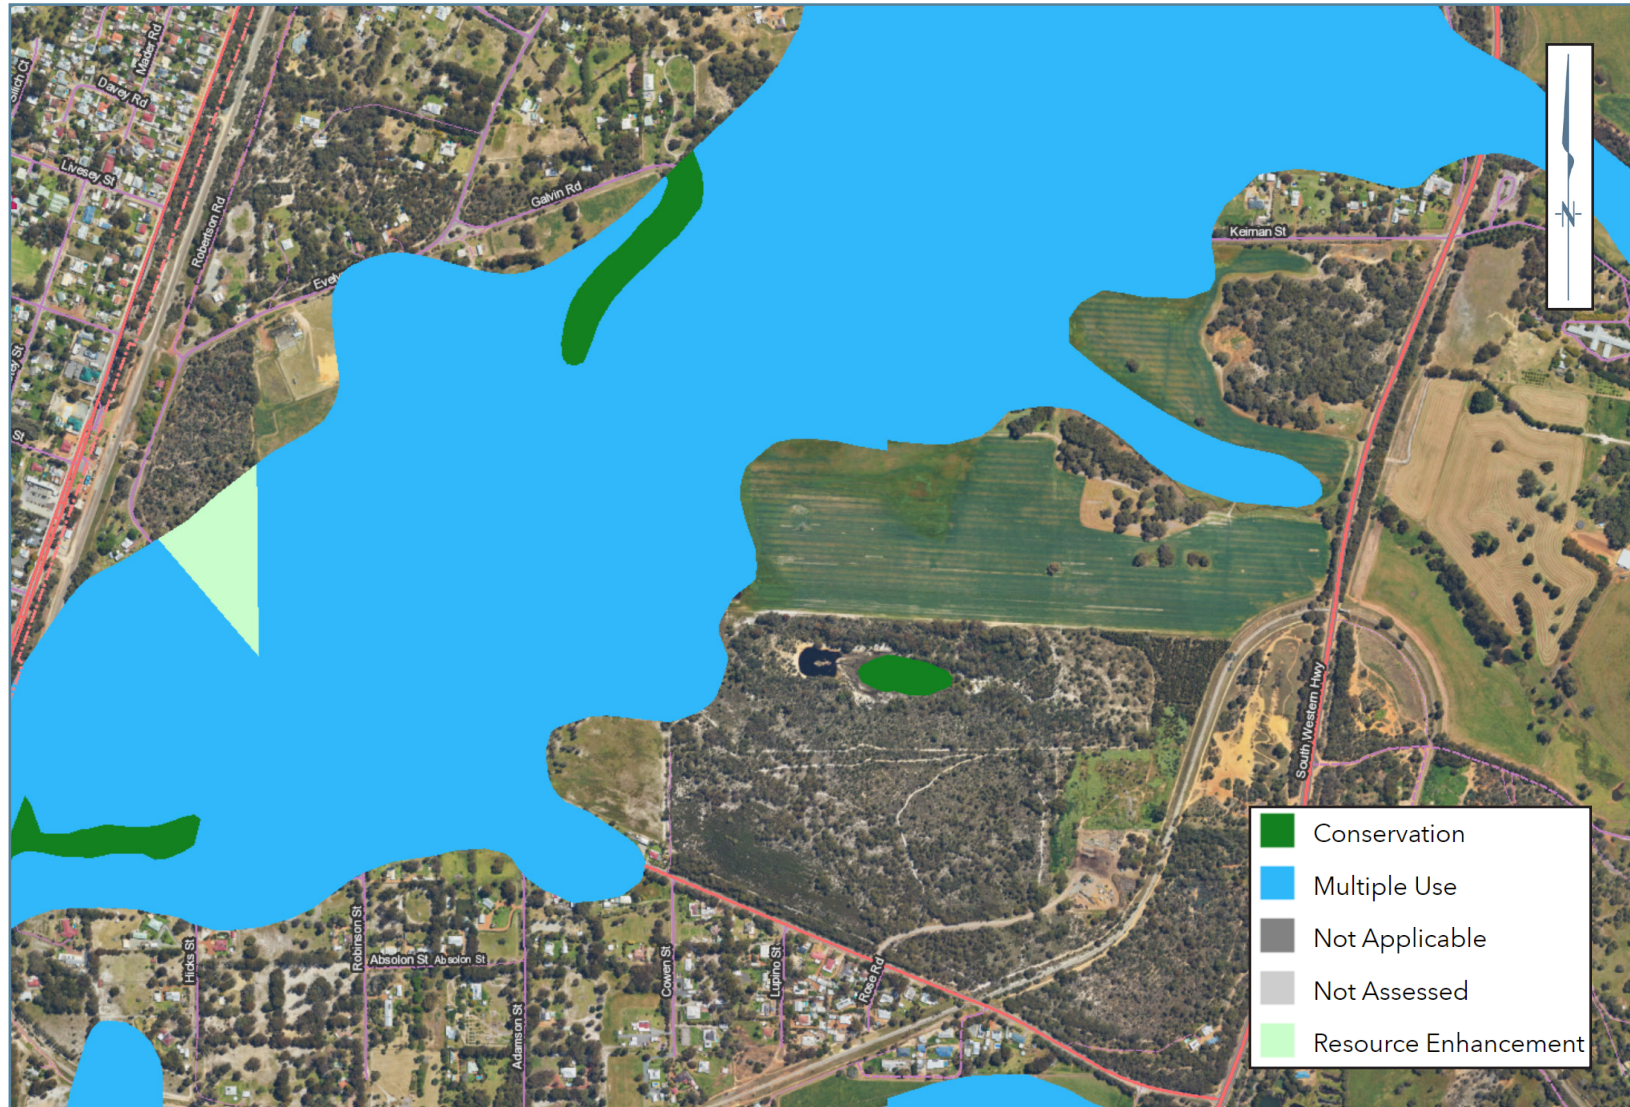 Mader Rd
Davey Rd
Livesey St
Robertson Rd
Galvin Rd
Keirnan St
N
St
South Western Hwy
Hicks St
Robinson St
Absolon St
Absolon St
Adamson St
Cowen St
Lupino St
Rose Rd
Conservation
Multiple Use
Not Applicable
Not Assessed
Resource Enhancement